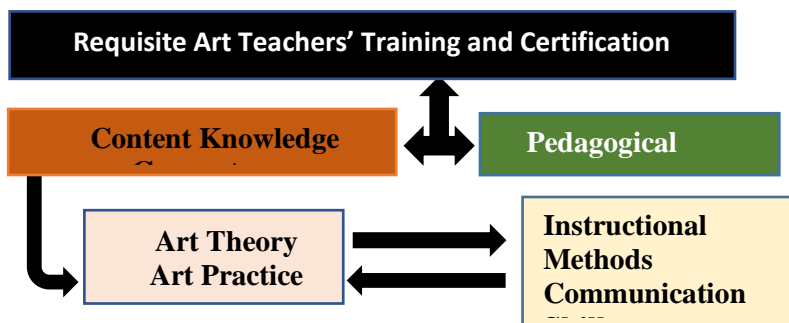 Requisite Art Teachers’ Training and Certification
Content Knowledge
Pedagogical
Art Theory
Art Practice
Instructional
Methods
Communication